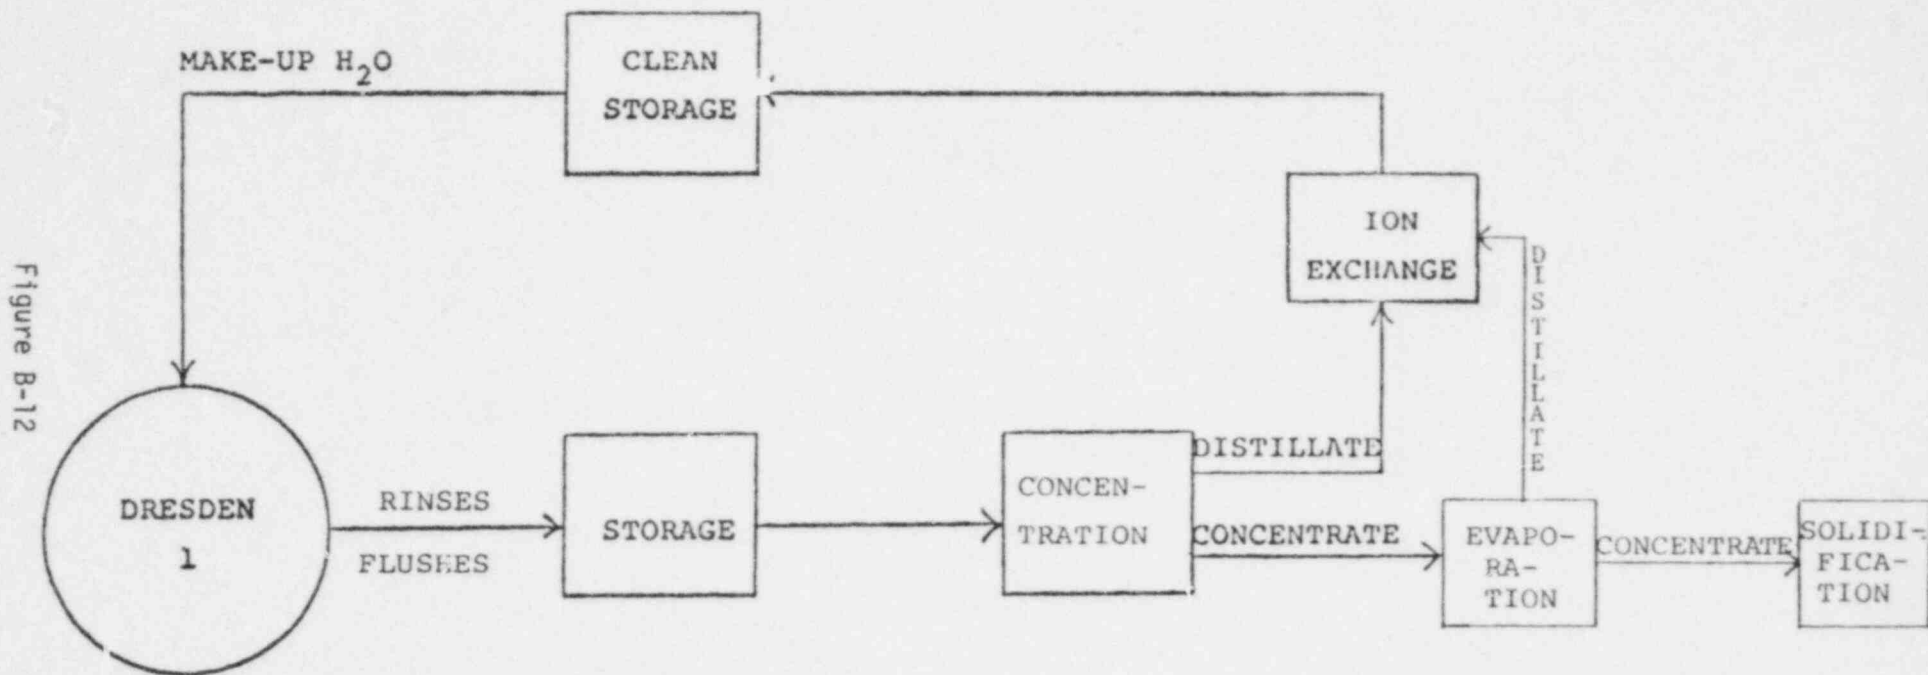 MAKE-UP H₂O
CLEAN
STORAGE
ION
EXCHANGE
DISTILLATE
Figure B-12
DRESDEN
1
RINSES
FLUSHES
STORAGE
CONCEN-
TRATION
DISTILLATE
CONCENTRATE
EVAPO-
RA-
TION
CONCENTRATE
SOLIDI-
FICA-
TION